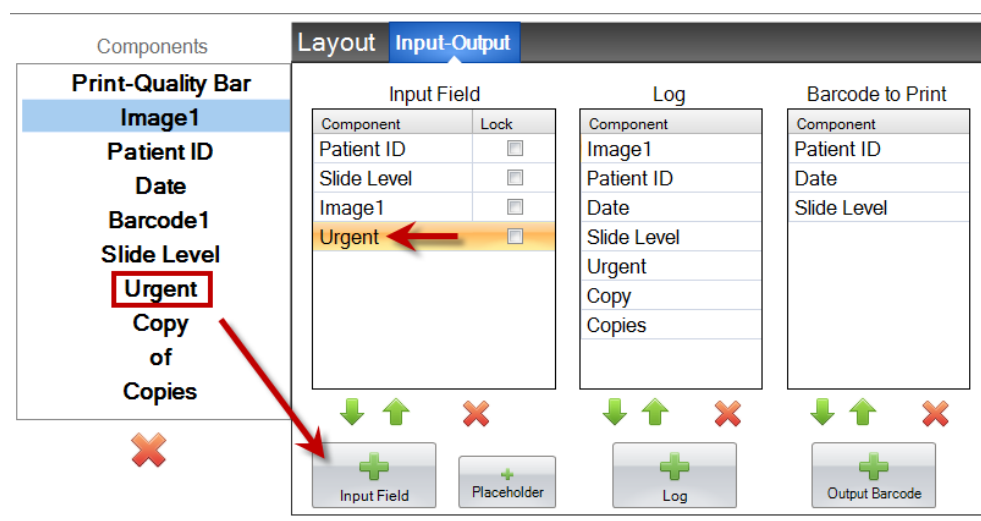 Components
Print-Quality Bar
Image1
Patient ID
Date
Barcode1
Slide Level
Urgent
Copy
of
Copies
Layout Input-Output
Input Field
Component Lock
Patient ID
Slide Level
Image1
Urgent
Input Field
Placeholder
Log
Component
Image1
Patient ID
Date
Slide Level
Urgent
Copy
Copies
Log
Barcode to Print
Component
Patient ID
Date
Slide Level
Output Barcode